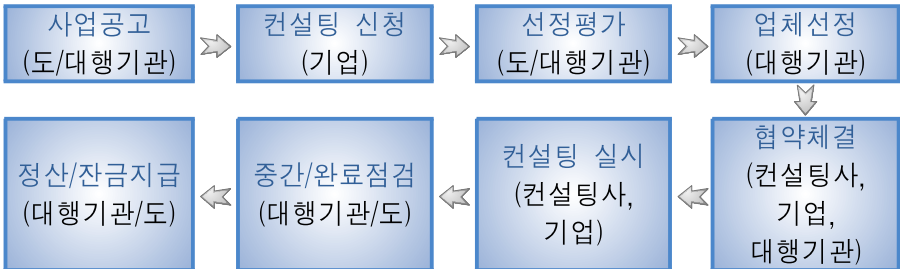 사업공고
(도/대행기관)
컨설팅 신청
(기업)
선정평가
(도/대행기관)
업체선정
(대행기관)
협약체결
(컨설팅사,
기업,
대행기관)
컨설팅 실시
(컨설팅사,
기업)
중간/완료점검
(대행기관/도)
정산/잔금지급
(대행기관/도)